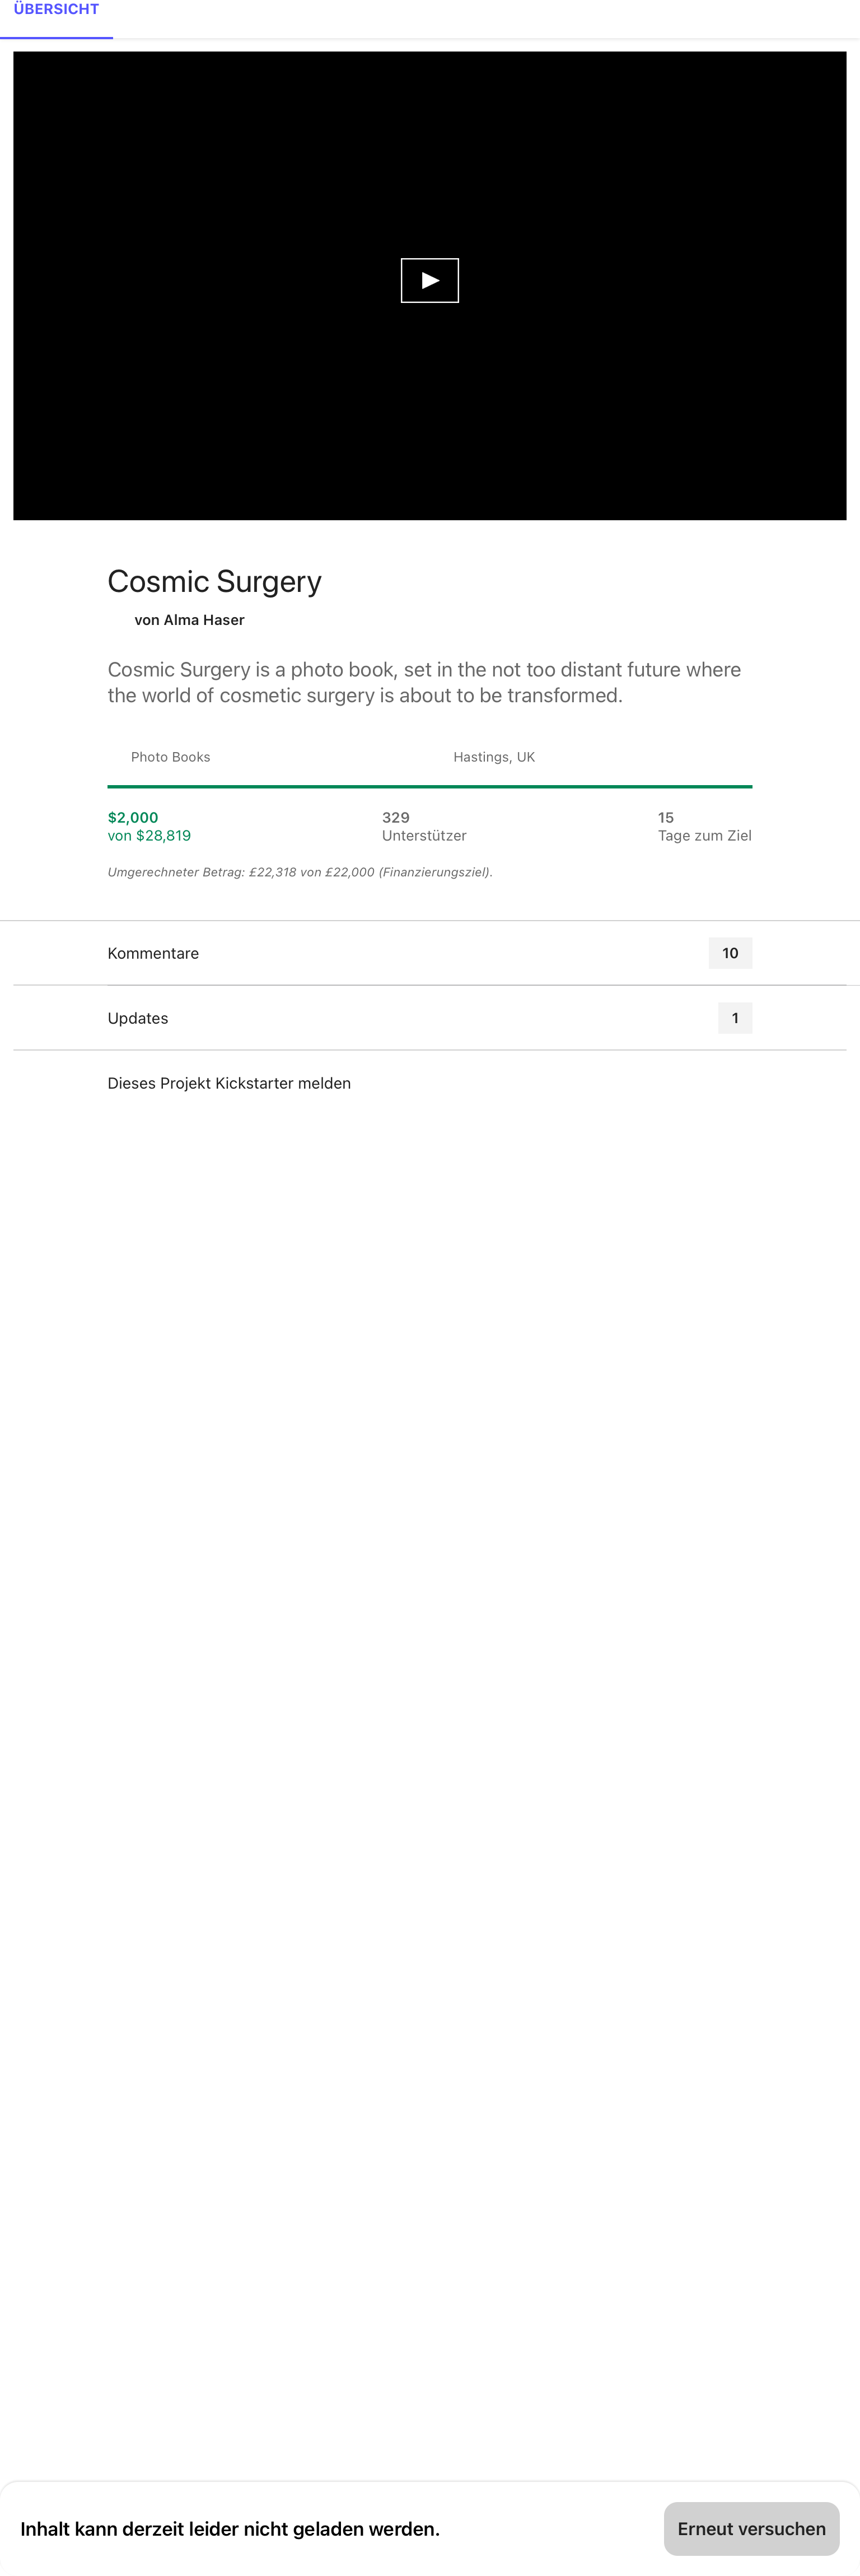 ÜBERSICHT
Cosmic Surgery
von Alma Haser
Cosmic Surgery is a photo book, set in the not too distant future where
the world of cosmetic surgery is about to be transformed.
Photo Books
Hastings, UK
$2,000
von $28,819
329
Unterstützer
15
Tage zum Ziel
Umgerechneter Betrag: £22,318 von £22,000 (Finanzierungsziel).
Kommentare
10
Updates
1
Dieses Projekt Kickstarter melden
Inhalt kann derzeit leider nicht geladen werden.
Erneut versuchen